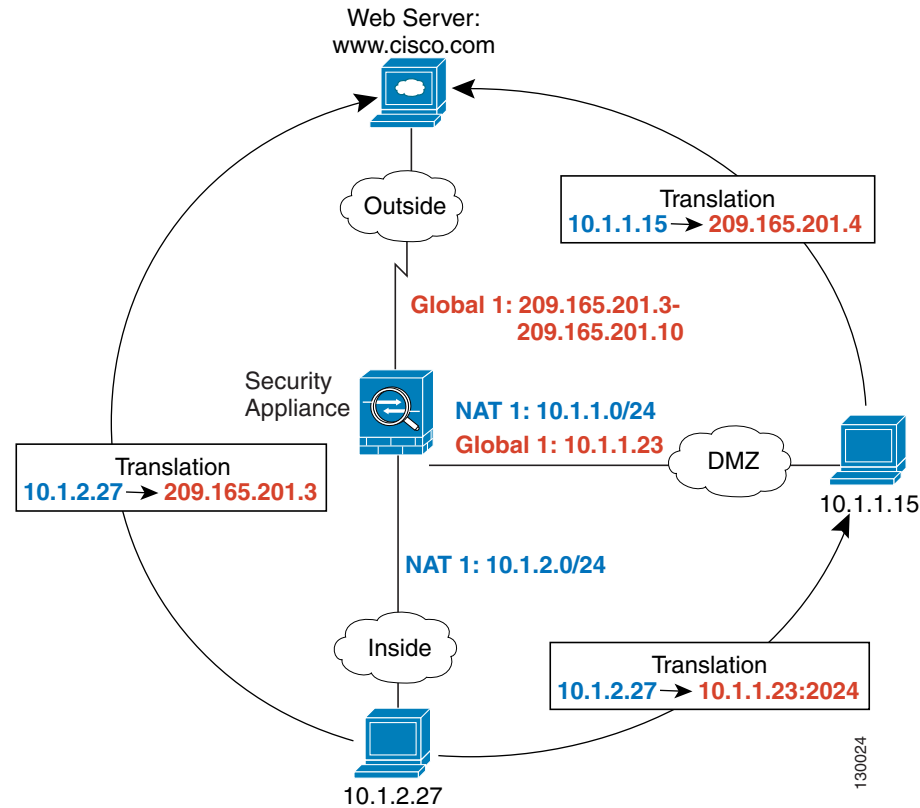 Web Server:
www.cisco.com
Outside
Translation
10.1.1.15 → 209.165.201.4
Global 1: 209.165.201.3-
209.165.201.10
Security
Appliance
NAT 1: 10.1.1.0/24
Global 1: 10.1.1.23
DMZ
10.1.1.15
Translation
10.1.2.27 → 209.165.201.3
NAT 1: 10.1.2.0/24
Inside
Translation
10.1.2.27 → 10.1.1.23:2024
10.1.2.27
130024